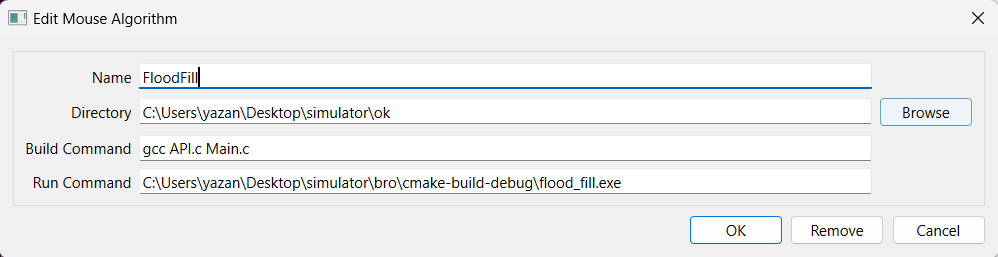 Edit Mouse Algorithm
Name FloodFill
Directory C:\Users\yazan\Desktop\simulator\ok Browse
Build Command gcc API.c Main.c
Run Command C:\Users\yazan\Desktop\simulator\bro\cmake-build-debug\flood_fill.exe
OK Remove Cancel